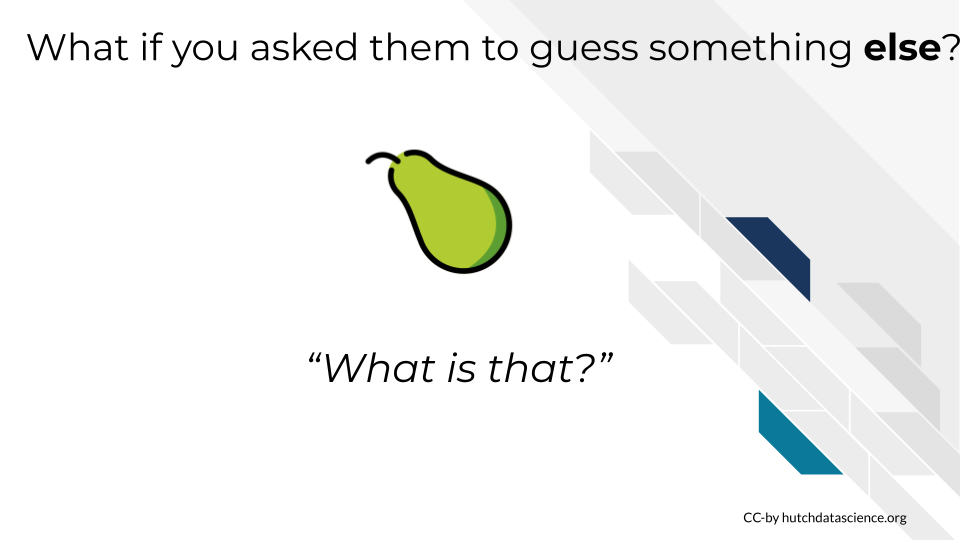 What if you asked them to guess something else?
“What is that?”
CC-by hutchdatascience.org